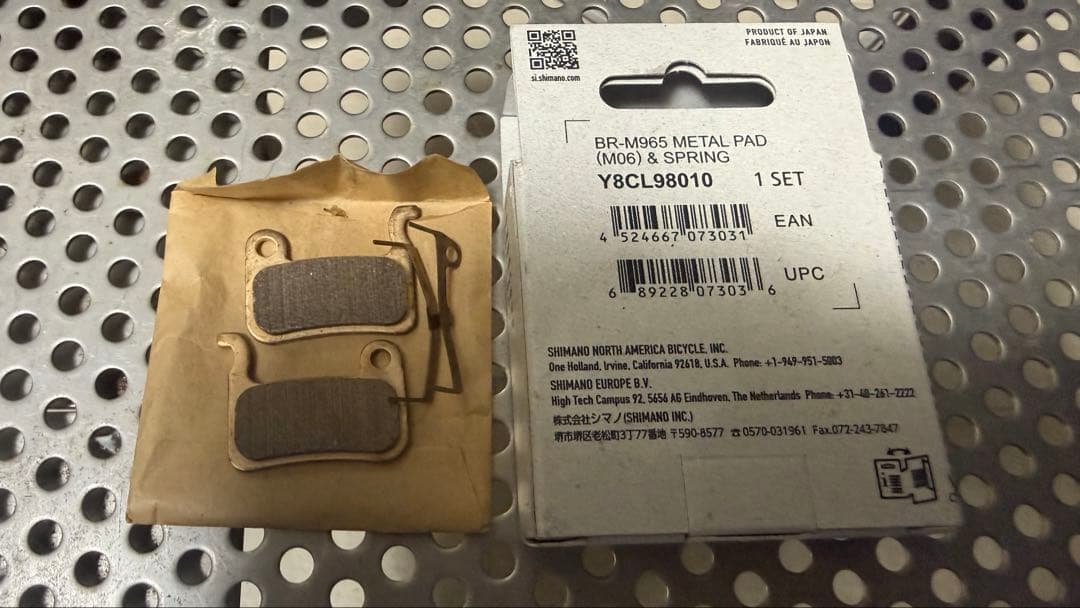 PRODUCT OF JAPAN
FABRIQUÉ AU JAPON
si.shimano.com
BR-M965 METAL PAD
(M06) & SPRING
Y8CL98010 1 SET
EAN
4 524667 073031
UPC
6 89228 07303 6
SHIMANO NORTH AMERICA BICYCLE, INC.
One Holland, Irvine, California 92618, U.S.A. Phone: +1-949-951-5003
SHIMANO EUROPE B.V.
High Tech Campus 92, 5656 AG Eindhoven, The Netherlands Phone: +31-40-261-2222
株式会社シマノ(SHIMANO INC.)
堺市堺区老松町3丁77番地 〒590-8577 ☎0570-031961 Fax.072-243-7847